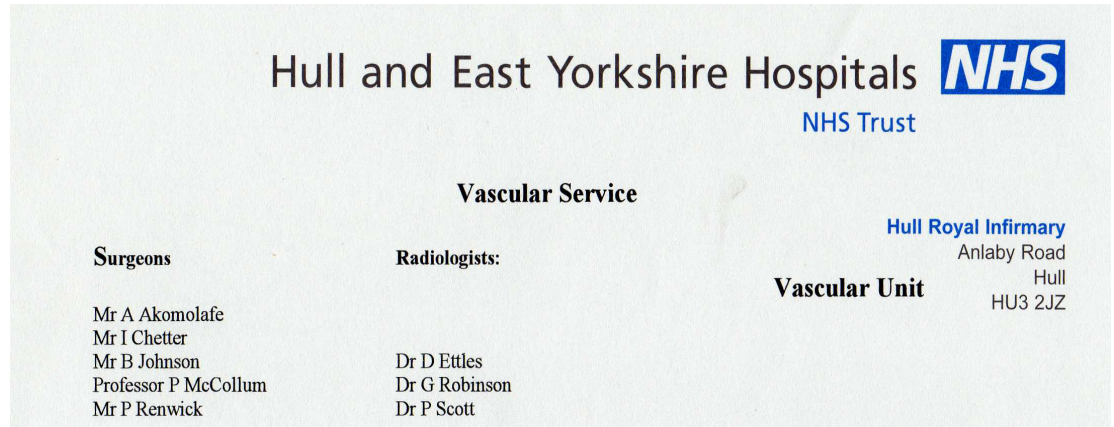 Hull and East Yorkshire Hospitals NHS
NHS Trust
Vascular Service
Hull Royal Infirmary
Anlaby Road
Hull
HU3 2JZ
Vascular Unit
Surgeons
Mr A Akomolafe
Mr I Chetter
Mr B Johnson
Professor P McCollum
Mr P Renwick
Radiologists:
Dr D Ettles
Dr G Robinson
Dr P Scott